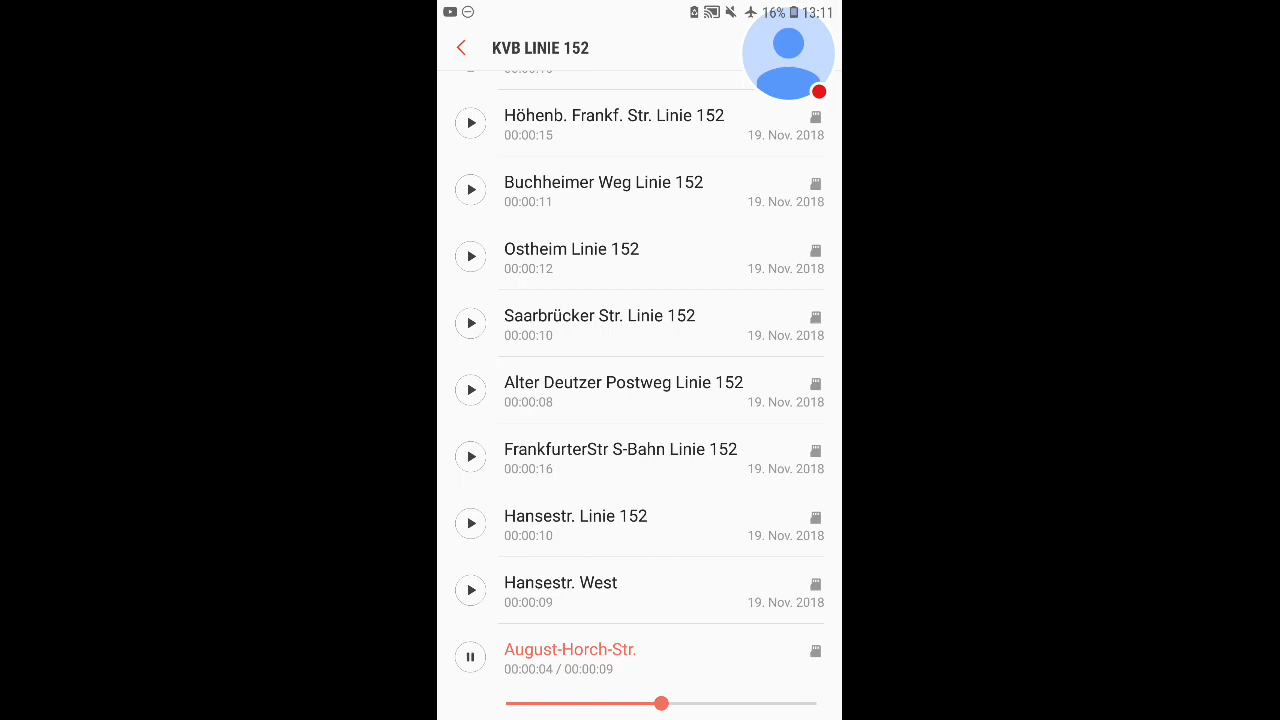 16% 13:11
KVB LINIE 152
Höhenb. Frankf. Str. Linie 152
00:00:15 19. Nov. 2018
Buchheimer Weg Linie 152
00:00:11 19. Nov. 2018
Ostheim Linie 152
00:00:12 19. Nov. 2018
Saarbrücker Str. Linie 152
00:00:10 19. Nov. 2018
Alter Deutzer Postweg Linie 152
00:00:08 19. Nov. 2018
FrankfurterStr S-Bahn Linie 152
00:00:16 19. Nov. 2018
Hansestr. Linie 152
00:00:10 19. Nov. 2018
Hansestr. West
00:00:09 19. Nov. 2018
August-Horch-Str.
00:00:04 / 00:00:09